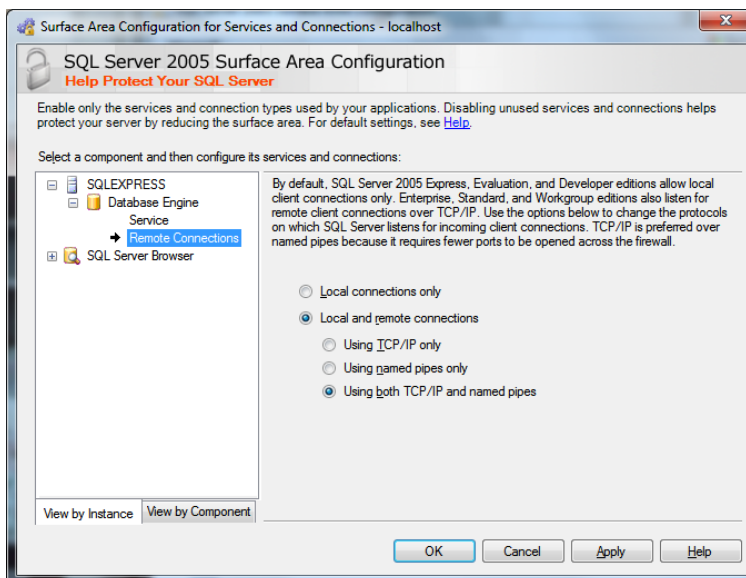 Surface Area Configuration for Services and Connections - localhost
SQL Server 2005 Surface Area Configuration
Help Protect Your SQL Server
Enable only the services and connection types used by your applications. Disabling unused services and connections helps
protect your server by reducing the surface area. For default settings, see Help.
Select a component and then configure its services and connections:
SQLEXPRESS
Database Engine
Service
Remote Connections
SQL Server Browser
View by Instance
View by Component
By default, SQL Server 2005 Express, Evaluation, and Developer editions allow local
client connections only. Enterprise, Standard, and Workgroup editions also listen for
remote client connections over TCP/IP. Use the options below to change the protocols
on which SQL Server listens for incoming client connections. TCP/IP is preferred over
named pipes because it requires fewer ports to be opened across the firewall.
Local connections only
Local and remote connections
Using TCP/IP only
Using named pipes only
Using both TCP/IP and named pipes
OK
Cancel
Apply
Help